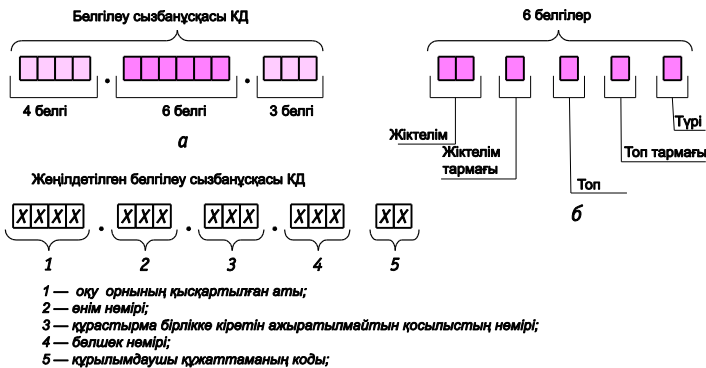 Белгілеу сызбанұсқасы КД
4 белгі . 6 белгі . 3 белгі
а
6 белгілер
Жіктелім
Жіктелім
тармағы
Топ
Топ тармағы
Түрі
б
Жеңілдетілген белгілеу сызбанұсқасы КД
XXXX . XXX . XXX . XXX XX
1 2 3 4 5
1 — оқу орнының қысқартылған аты;
2 — өнім нөмірі;
3 — құрастырма бірлікке кіретін ажыратылмайтын қосылыстың нөмірі;
4 — бөлшек нөмірі;
5 — құрылымдаушы құжаттаманың коды;